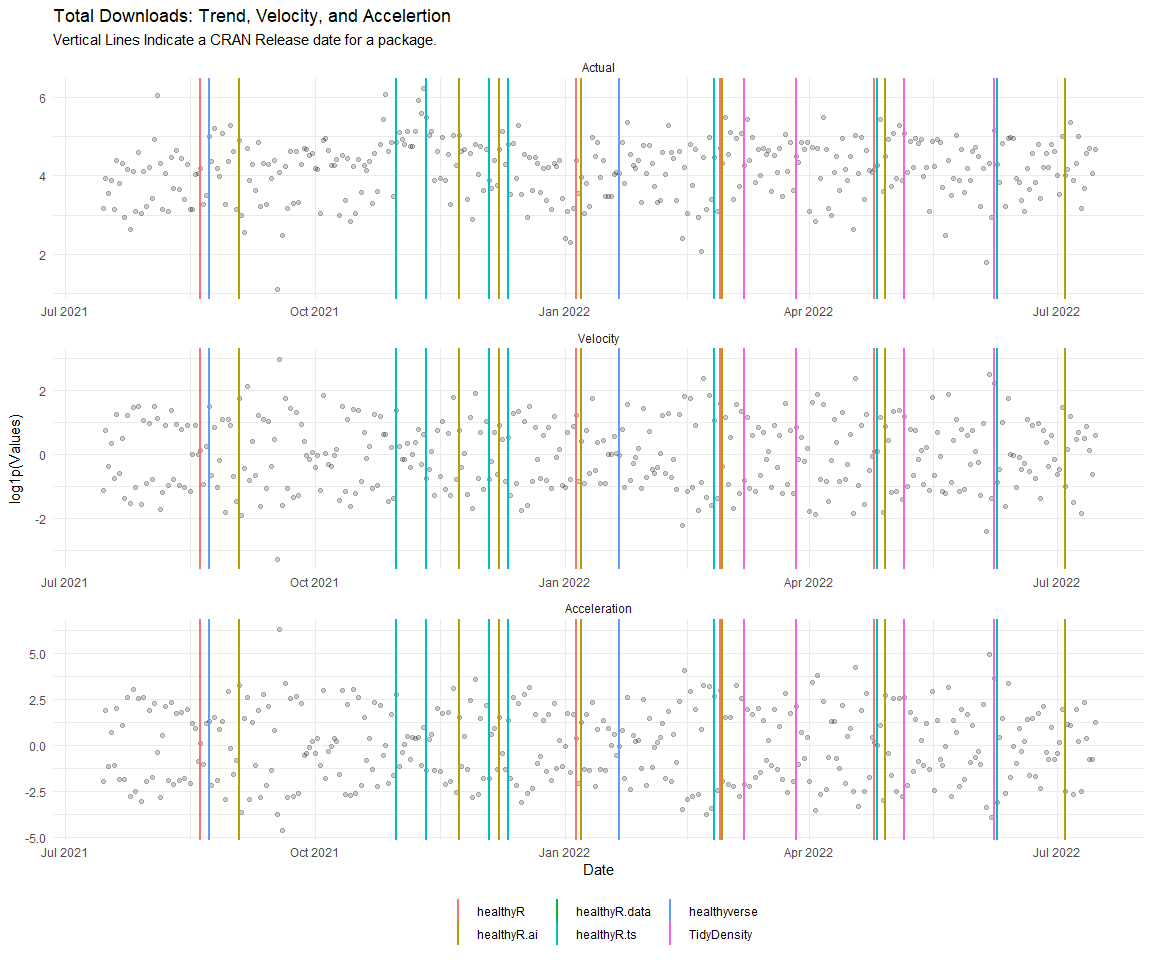 Total Downloads: Trend, Velocity, and Accelertion
Vertical Lines Indicate a CRAN Release date for a package.
Actual
6
4
2
Jul 2021 Oct 2021 Jan 2022 Apr 2022 Jul 2022
Velocity
log1p(Values)
2
0
-2
Jul 2021 Oct 2021 Jan 2022 Apr 2022 Jul 2022
Acceleration
5.0
2.5
0.0
-2.5
-5.0
Jul 2021 Oct 2021 Jan 2022 Apr 2022 Jul 2022
Date
healthyR healthyR.data healthyverse
healthyR.ai healthyR.ts TidyDensity